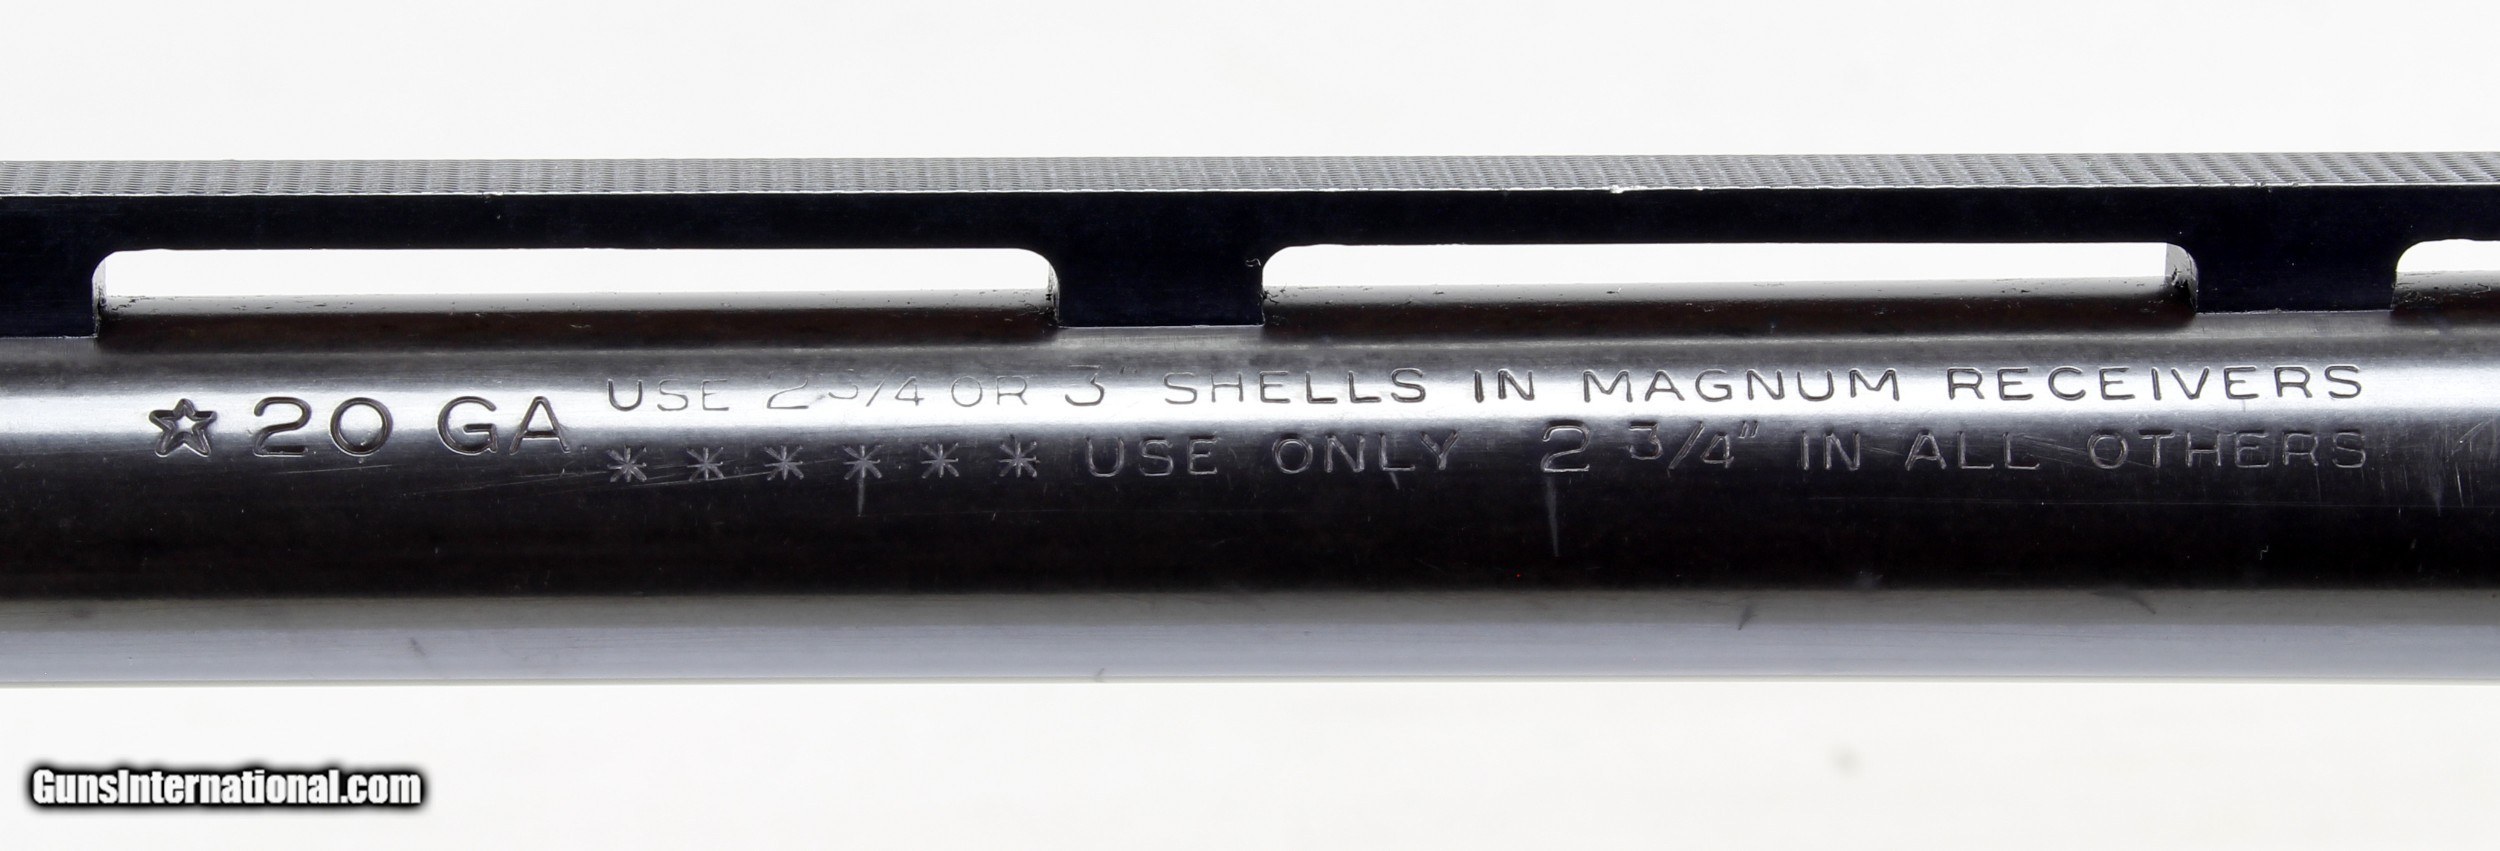 ☆ 20 GA USE 2 3/4 OR 3" SHELLS IN MAGNUM RECEIVERS
****** USE ONLY 2 3/4" IN ALL OTHERS
GunsInternational.com